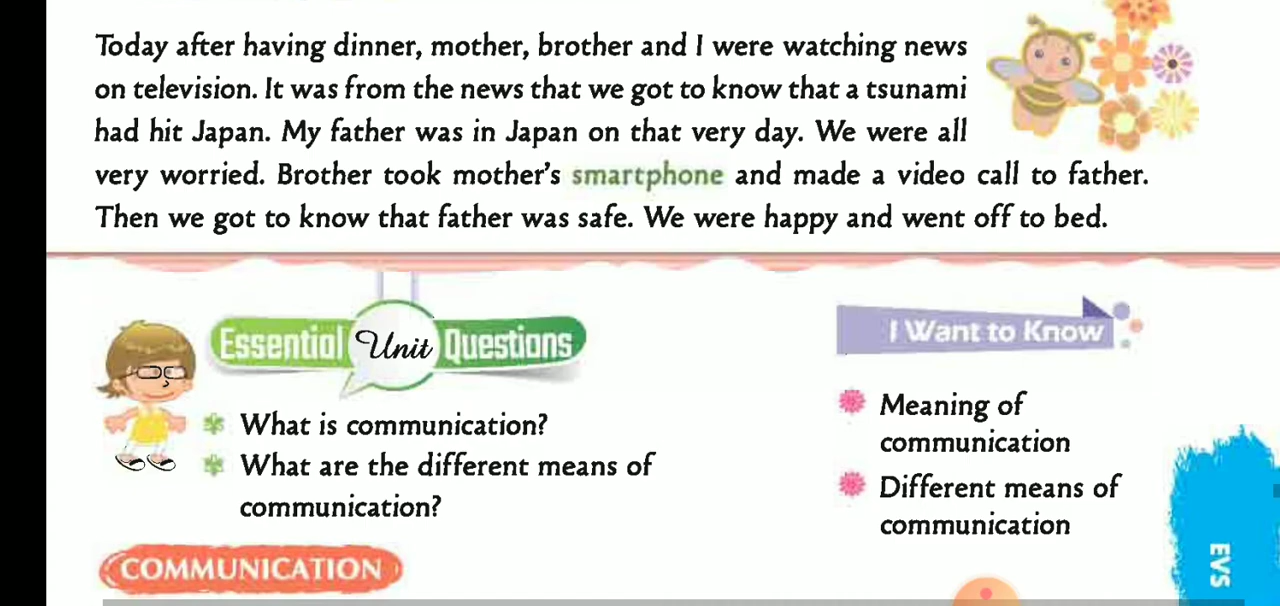 Today after having dinner, mother, brother and I were watching news
on television. It was from the news that we got to know that a tsunami
had hit Japan. My father was in Japan on that very day. We were all
very worried. Brother took mother's smartphone and made a video call to father.
Then we got to know that father was safe. We were happy and went off to bed.
Essential Unit Questions
What is communication?
What are the different means of
communication?
I Want to Know
Meaning of
communication
Different means of
communication
EVS
COMMUNICATION